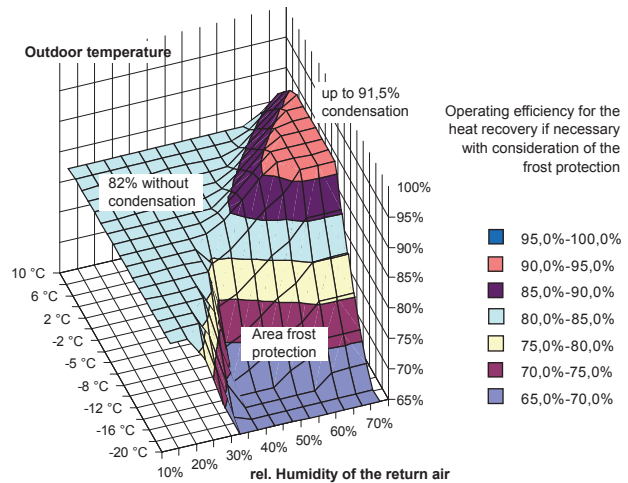 Outdoor temperature
up to 91,5%
condensation
Operating efficiency for the
heat recovery if necessary
with consideration of the
frost protection
82% without
condensation
100%
95%
90%
85%
80%
75%
70%
65%
95,0%-100,0%
90,0%-95,0%
85,0%-90,0%
80,0%-85,0%
75,0%-80,0%
70,0%-75,0%
65,0%-70,0%
10 °C
6 °C
2 °C
-2 °C
-5 °C
-8 °C
-12 °C
-16 °C
-20 °C
Area frost
protection
10%
20%
30%
40%
50%
60%
70%
rel. Humidity of the return air